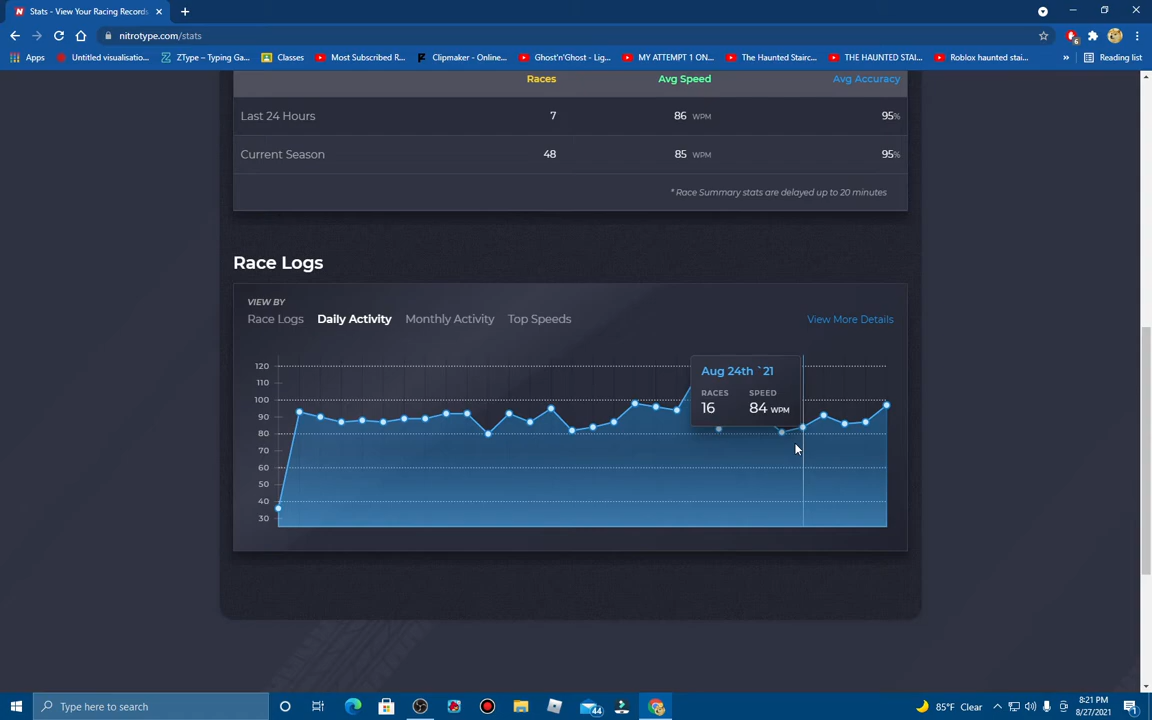 Stats - View Your Racing Records
nitrotype.com/stats
Apps
Untitled visualisatio...
ZType – Typing Ga...
Classes
Most Subscribed R...
Clipmaker - Online...
Ghost'n'Ghost - Lig...
MY ATTEMPT 1 ON...
The Haunted Stairc...
THE HAUNTED STAI...
Roblox haunted stai...
»
Reading list
Races Avg Speed Avg Accuracy
Last 24 Hours 7 86 WPM 95%
Current Season 48 85 WPM 95%
* Race Summary stats are delayed up to 20 minutes
Race Logs
VIEW BY
Race Logs Daily Activity Monthly Activity Top Speeds View More Details
120
110
100
90
80
70
60
50
40
30
Aug 24th `21
RACES SPEED
16 84 WPM
Type here to search
44
85°F Clear
8:21 PM
8/27/2021
1
6